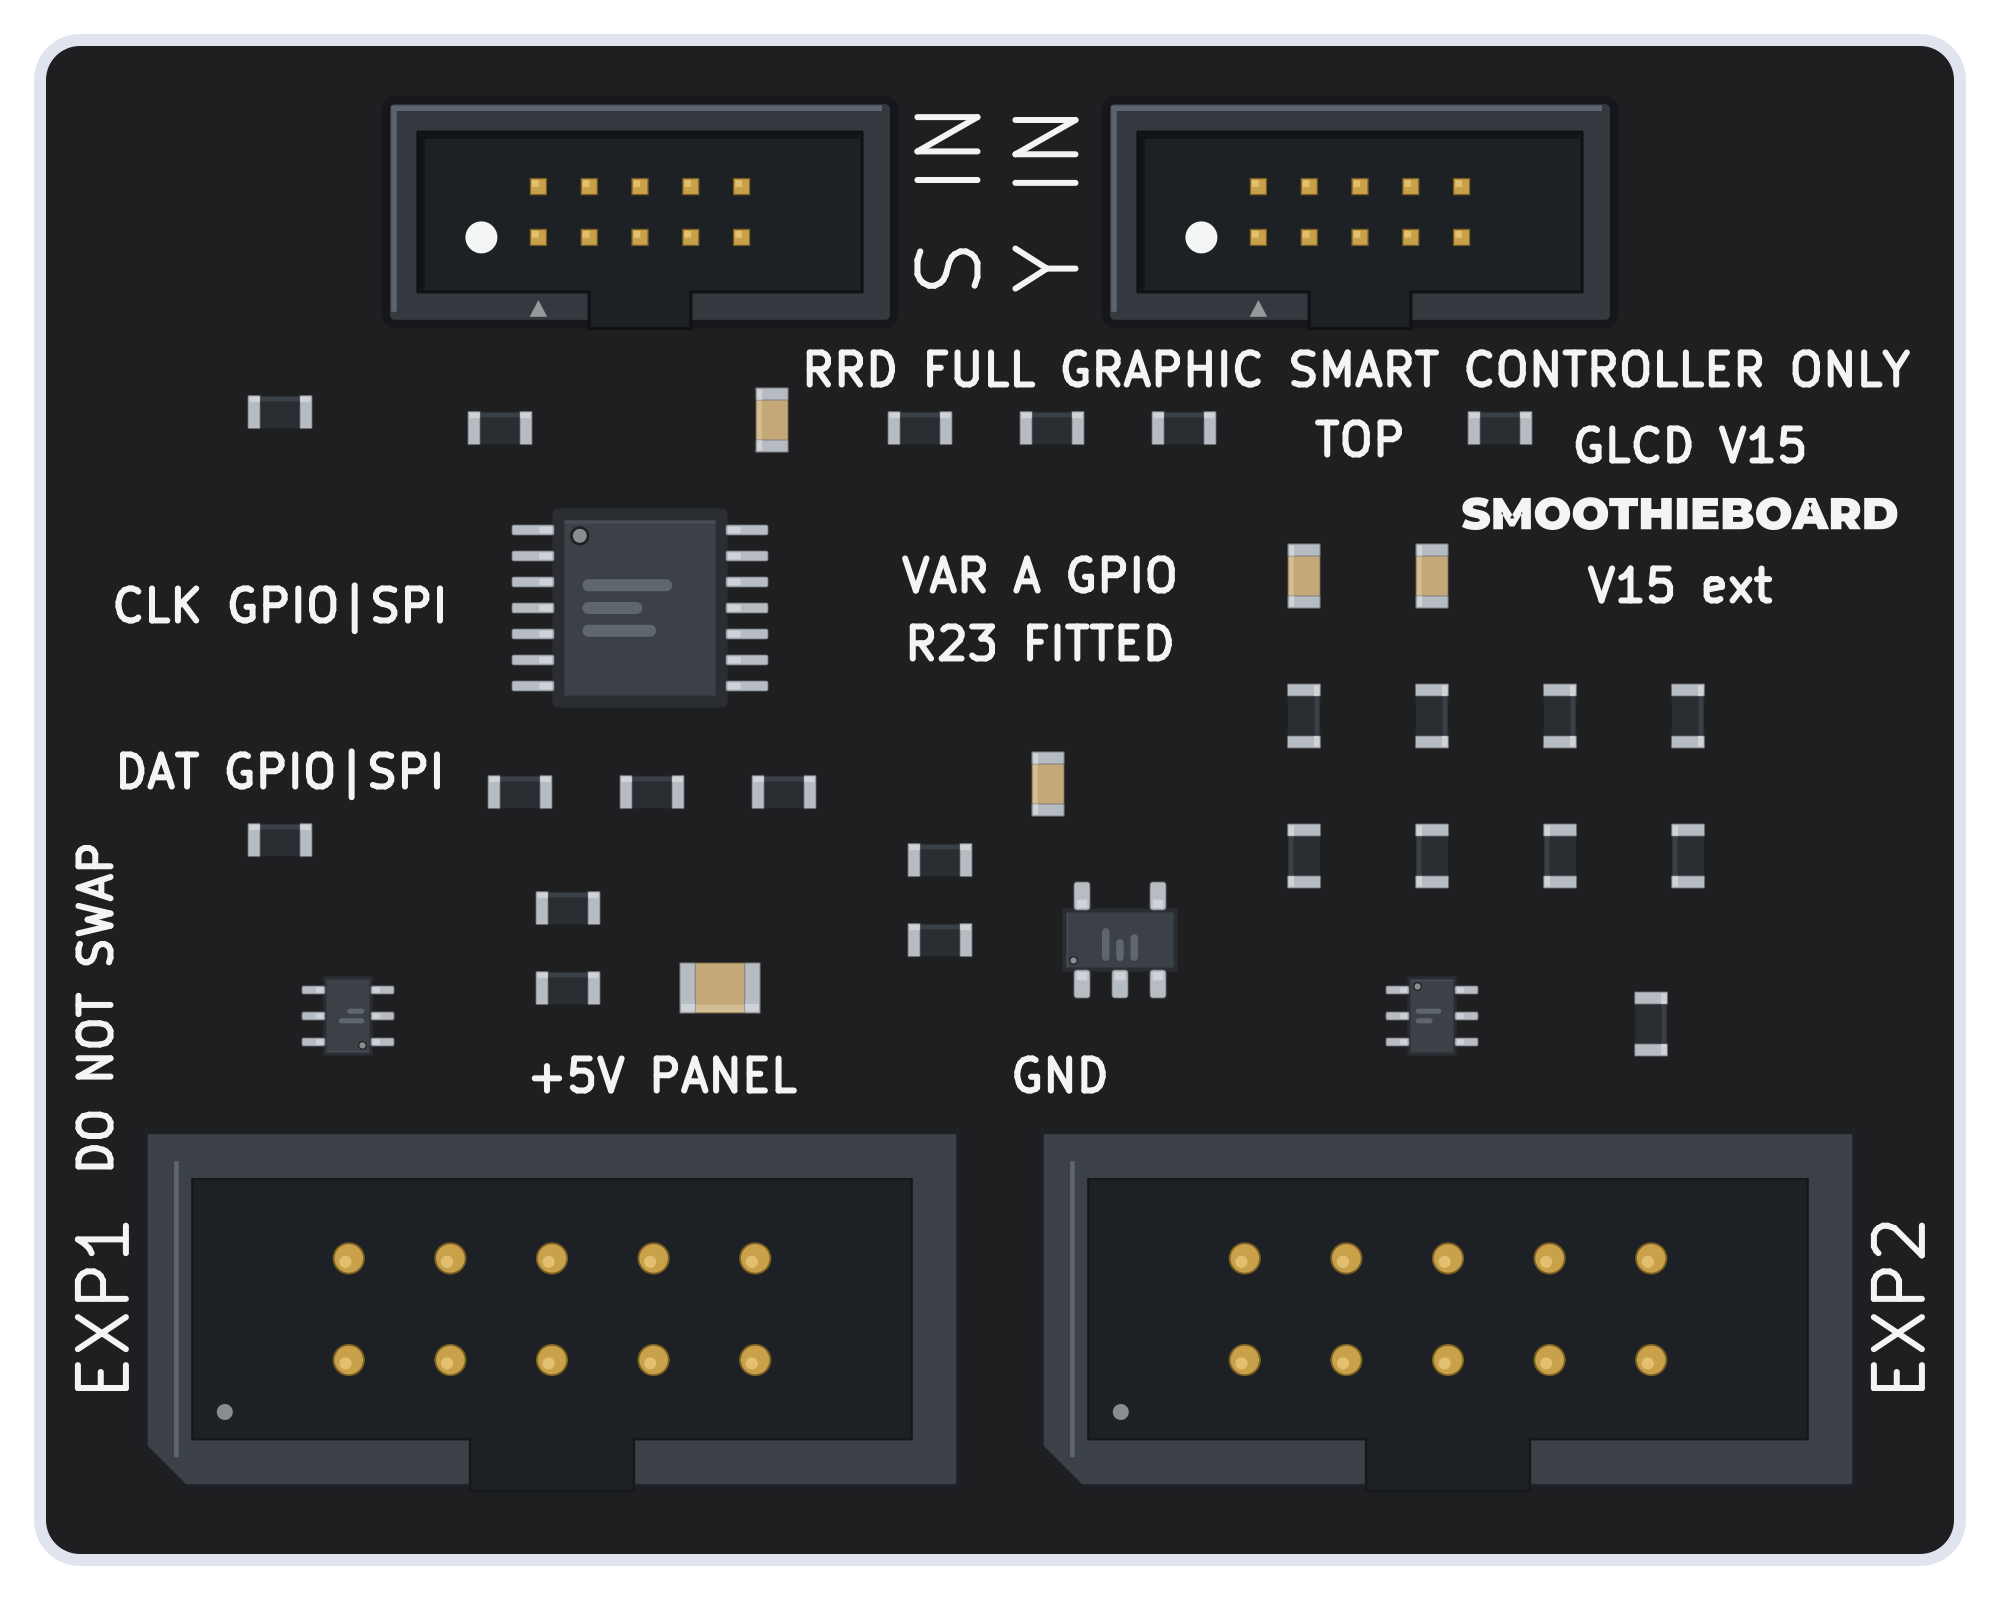 S IN
Y IN
RRD FULL GRAPHIC SMART CONTROLLER ONLY
TOP
GLCD V15
SMOOTHIEBOARD
VAR A GPIO
V15 ext
CLK GPIO|SPI
R23 FITTED
DAT GPIO|SPI
DO NOT SWAP
+5V PANEL
GND
EXP1
EXP2